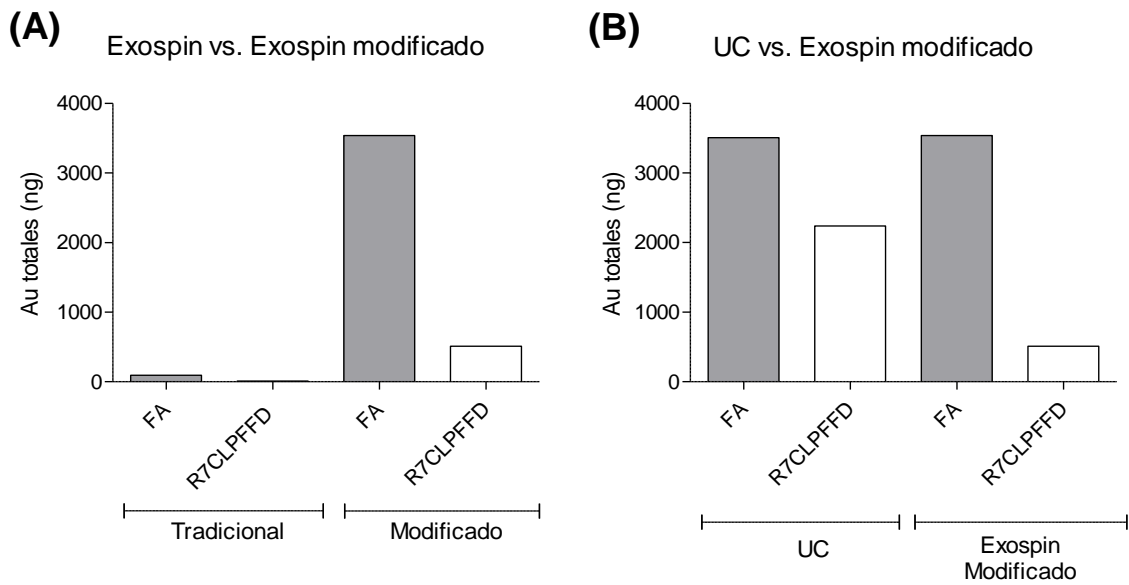 (A)
Exospin vs. Exospin modificado
Au totales (ng)
4000
3000
2000
1000
0
FA
R7CLPFFD
FA
R7CLPFFD
Tradicional
Modificado
(B)
UC vs. Exospin modificado
Au totales (ng)
4000
3000
2000
1000
0
FA
R7CLPFFD
FA
R7CLPFFD
UC
Exospin
Modificado